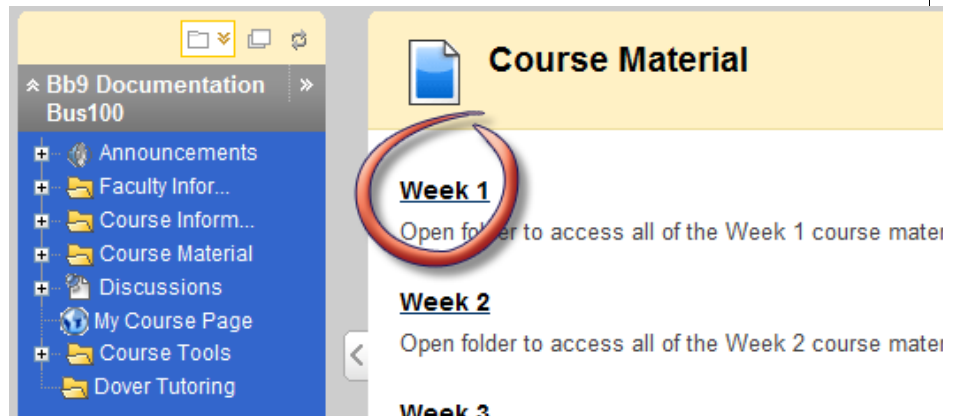 Bb9 Documentation
Bus100
Announcements
Faculty Infor...
Course Inform...
Course Material
Discussions
My Course Page
Course Tools
Dover Tutoring
Course Material
Week 1
Open folder to access all of the Week 1 course mater
Week 2
Open folder to access all of the Week 2 course mater
Week 3